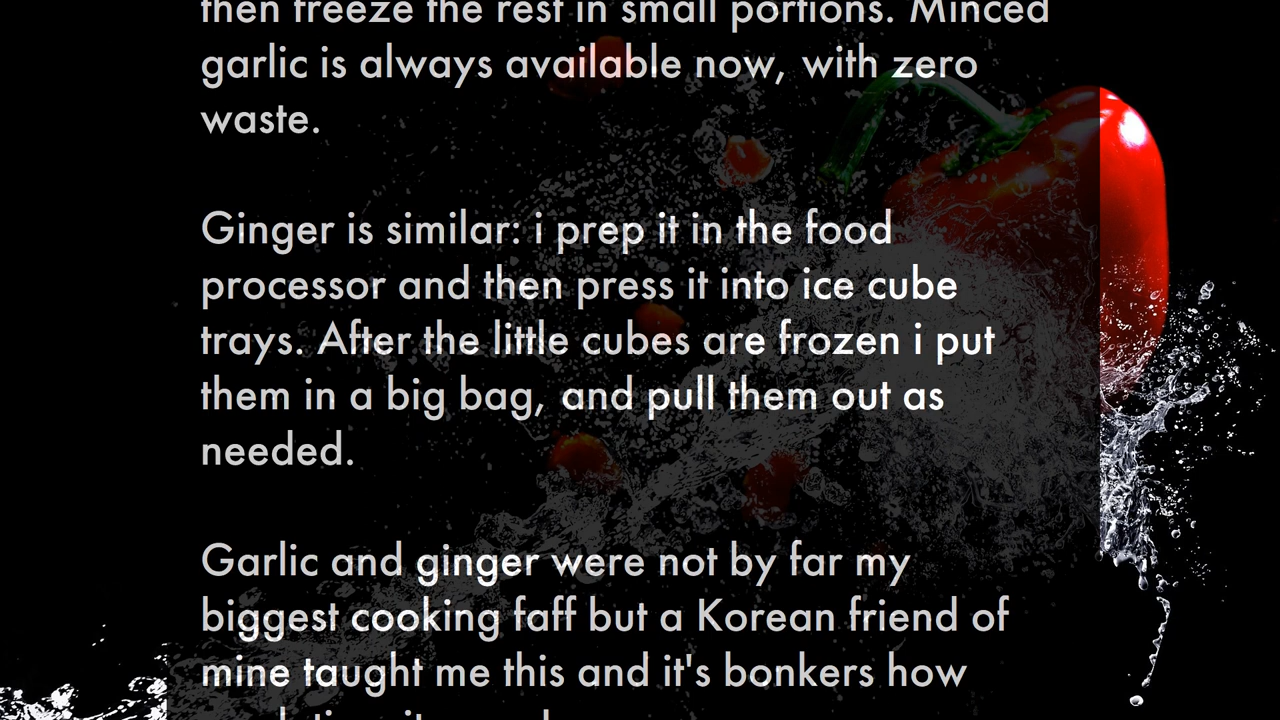 then freeze the rest in small portions. Minced
garlic is always available now, with zero
waste.
Ginger is similar: i prep it in the food
processor and then press it into ice cube
trays. After the little cubes are frozen i put
them in a big bag, and pull them out as
needed.
Garlic and ginger were not by far my
biggest cooking faff but a Korean friend of
mine taught me this and it's bonkers how